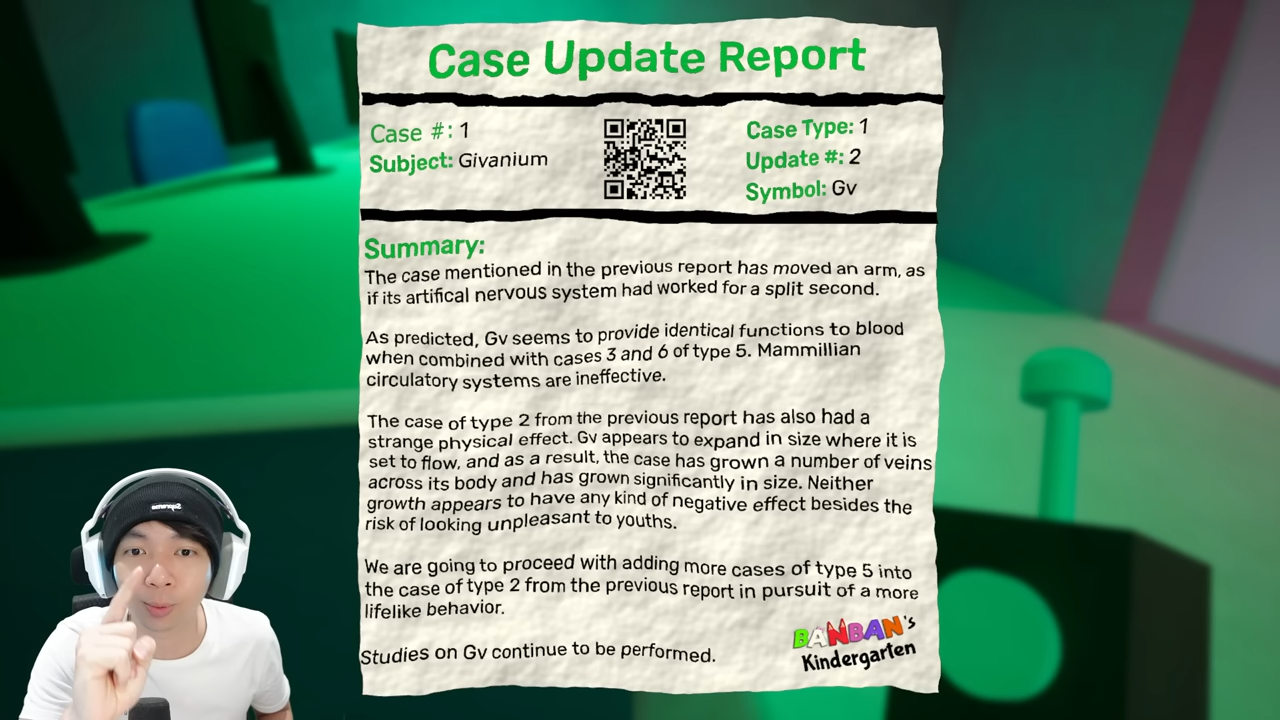 Case Update Report
Case #: 1
Subject: Givanium
Case Type: 1
Update #: 2
Symbol: Gv
Summary:
The case mentioned in the previous report has moved an arm, as
if its artifical nervous system had worked for a split second.
As predicted, Gv seems to provide identical functions to blood
when combined with cases 3 and 6 of type 5. Mammillian
circulatory systems are ineffective.
The case of type 2 from the previous report has also had a
strange physical effect. Gv appears to expand in size where it is
set to flow, and as a result, the case has grown a number of veins
across its body and has grown significantly in size. Neither
growth appears to have any kind of negative effect besides the
risk of looking unpleasant to youths.
We are going to proceed with adding more cases of type 5 into
the case of type 2 from the previous report in pursuit of a more
lifelike behavior.
Studies on Gv continue to be performed.
BANBAN's
Kindergarten